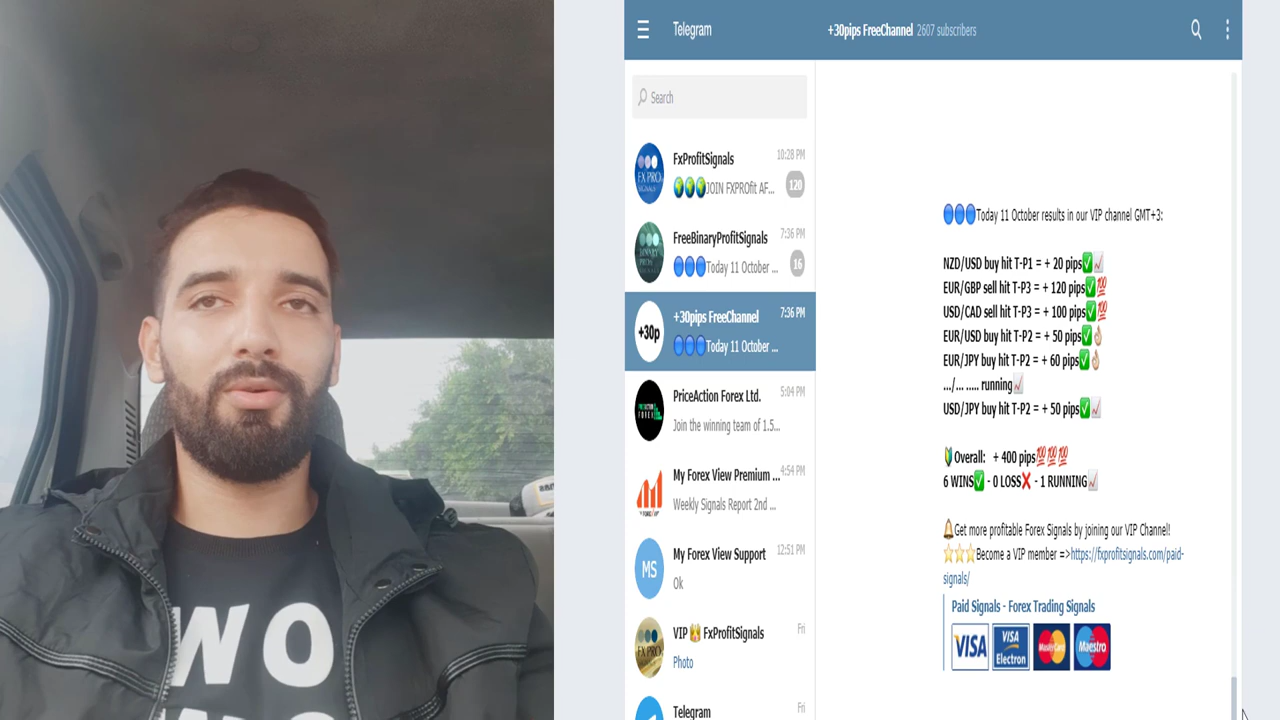 WO
Telegram
+30pips FreeChannel 2607 subscribers
Search
FxProfitSignals 10:28 PM
JOIN FXPROfit AF... 120
FreeBinaryProfitSignals 7:36 PM
Today 11 October ... 16
+30p
+30pips FreeChannel 7:36 PM
Today 11 October ...
PriceAction Forex Ltd. 5:04 PM
Join the winning team of 1.5...
My Forex View Premium ... 4:54 PM
Weekly Signals Report 2nd ...
MS
My Forex View Support 12:51 PM
Ok
VIP 👑 FxProfitSignals Fri
Photo
Telegram Fri
🔵🔵🔵Today 11 October results in our VIP channel GMT+3:
NZD/USD buy hit T-P1 = + 20 pips✅📈
EUR/GBP sell hit T-P3 = + 120 pips✅💯
USD/CAD sell hit T-P3 = + 100 pips✅💯
EUR/USD buy hit T-P2 = + 50 pips✅👌
EUR/JPY buy hit T-P2 = + 60 pips✅👌
.../... ..... running📈
USD/JPY buy hit T-P2 = + 50 pips✅📈
🔰Overall: + 400 pips💯💯💯
6 WINS✅ - 0 LOSS❌ - 1 RUNNING📈
🔔Get more profitable Forex Signals by joining our VIP Channel!
⭐⭐⭐Become a VIP member =>https://fxprofitsignals.com/paid-
signals/
Paid Signals - Forex Trading Signals
VISA VISA Electron MasterCard Maestro